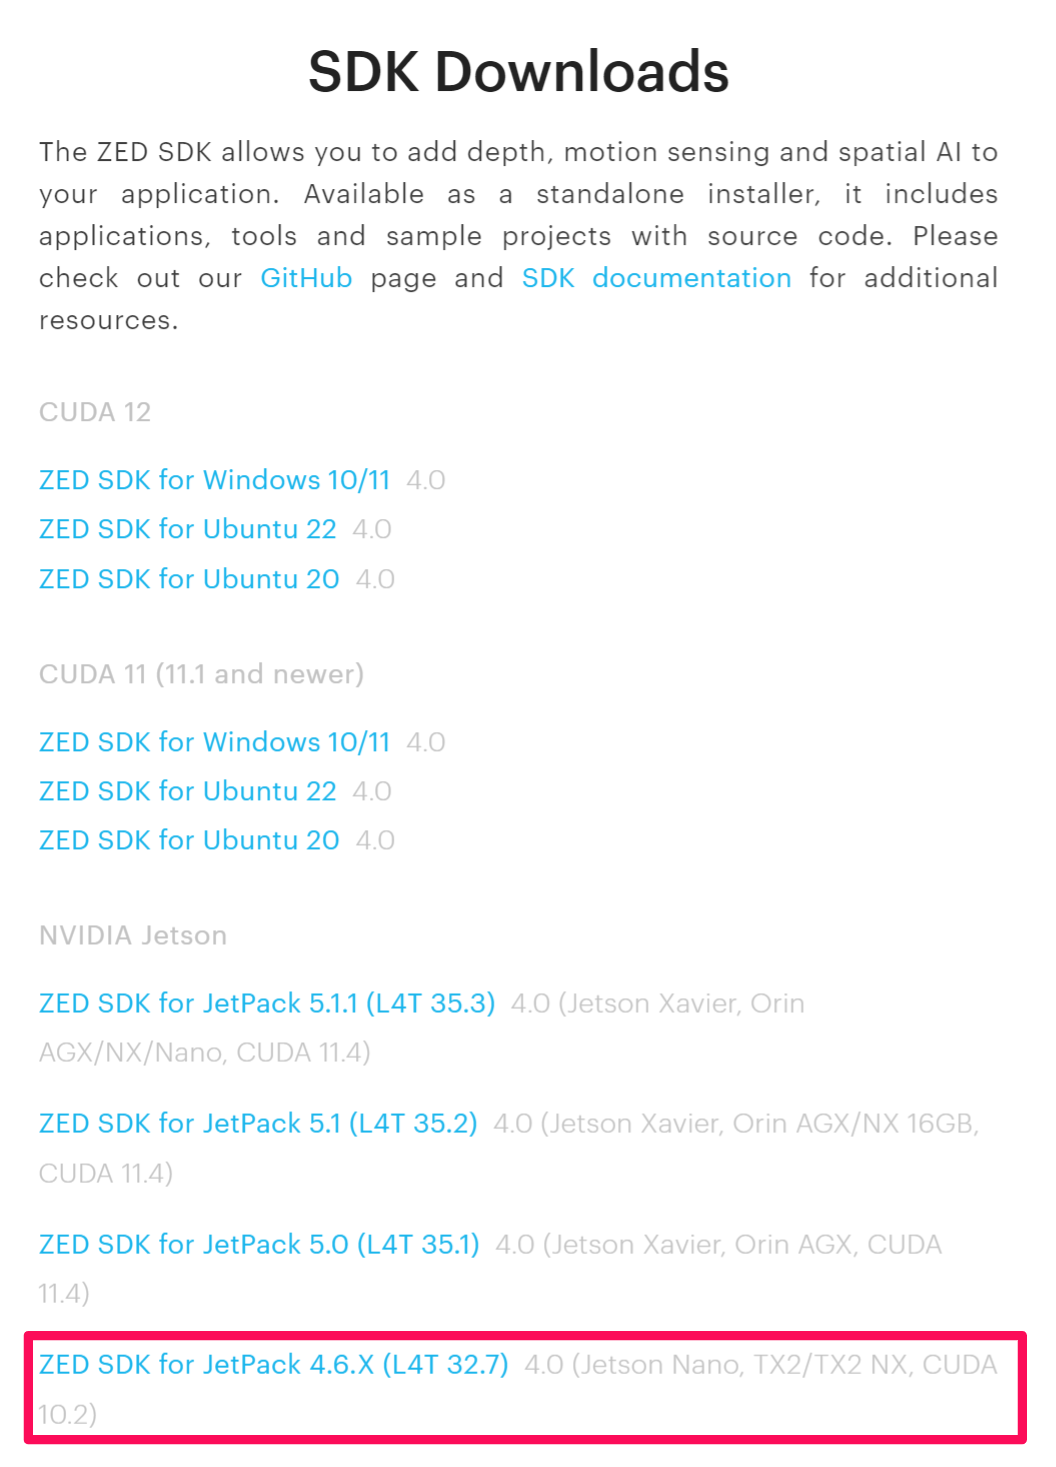 SDK Downloads
The ZED SDK allows you to add depth, motion sensing and spatial AI to
your application. Available as a standalone installer, it includes
applications, tools and sample projects with source code. Please
check out our GitHub page and SDK documentation for additional
resources.
CUDA 12
ZED SDK for Windows 10/11 4.0
ZED SDK for Ubuntu 22 4.0
ZED SDK for Ubuntu 20 4.0
CUDA 11 (11.1 and newer)
ZED SDK for Windows 10/11 4.0
ZED SDK for Ubuntu 22 4.0
ZED SDK for Ubuntu 20 4.0
NVIDIA Jetson
ZED SDK for JetPack 5.1.1 (L4T 35.3) 4.0 (Jetson Xavier, Orin
AGX/NX/Nano, CUDA 11.4)
ZED SDK for JetPack 5.1 (L4T 35.2) 4.0 (Jetson Xavier, Orin AGX/NX 16GB,
CUDA 11.4)
ZED SDK for JetPack 5.0 (L4T 35.1) 4.0 (Jetson Xavier, Orin AGX, CUDA
11.4)
ZED SDK for JetPack 4.6.X (L4T 32.7) 4.0 (Jetson Nano, TX2/TX2 NX, CUDA
10.2)